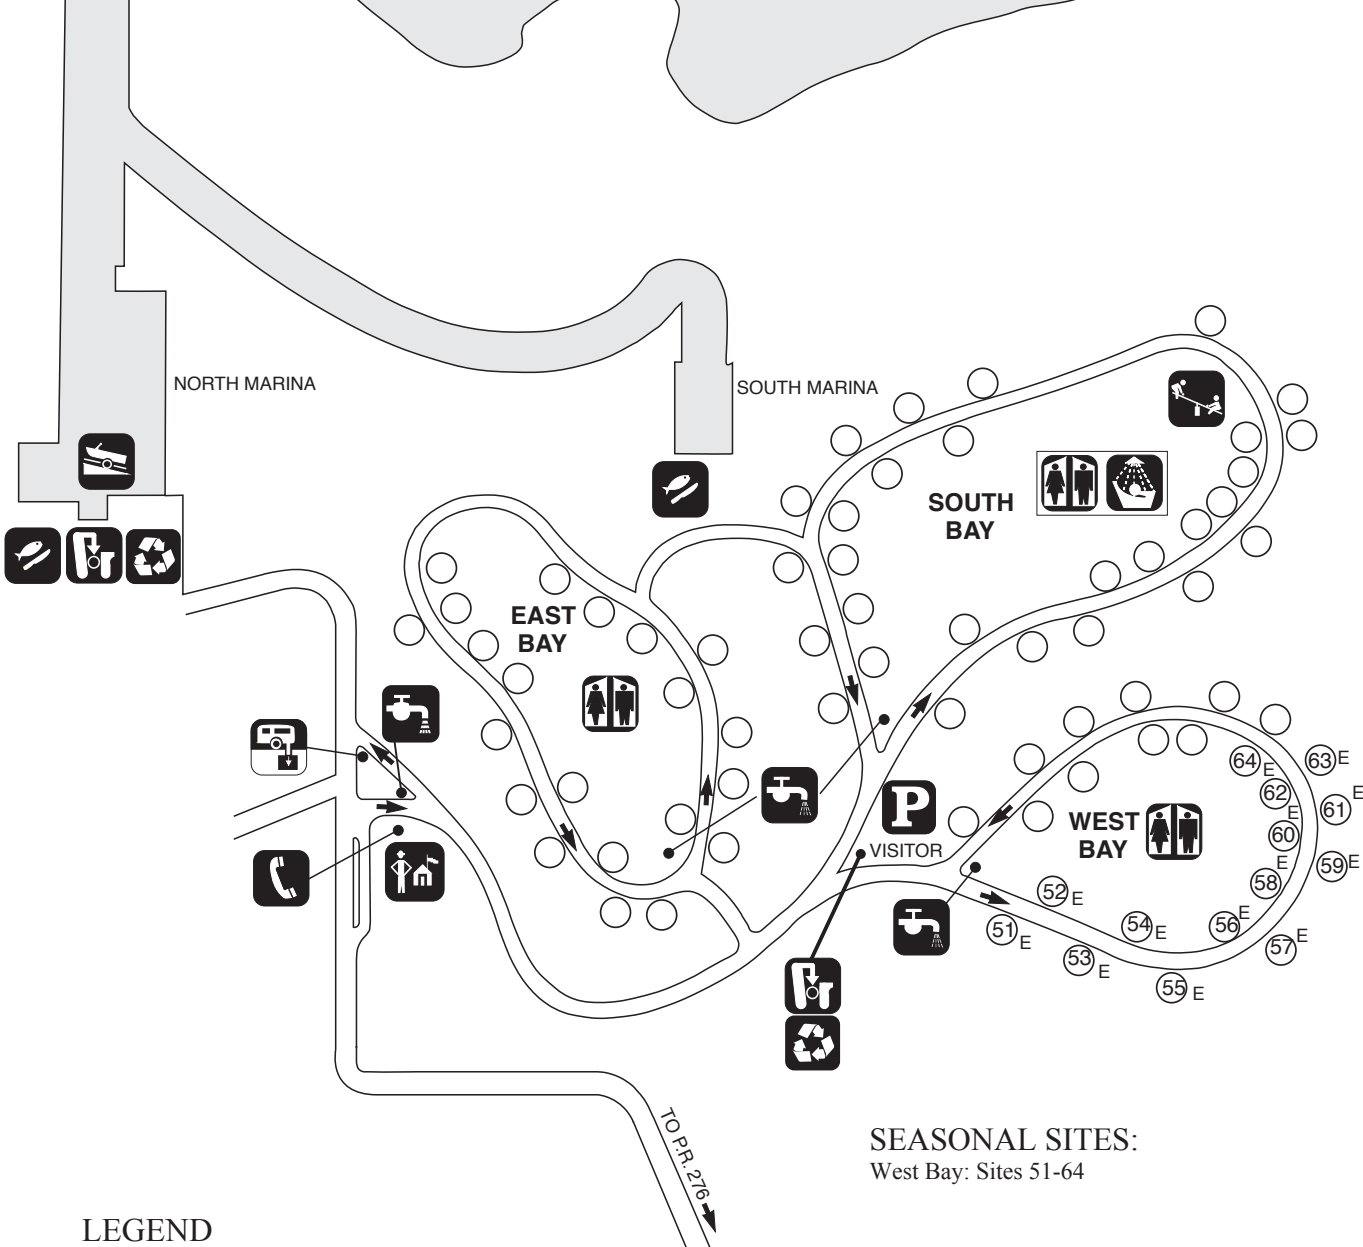 NORTH MARINA
SOUTH MARINA
SOUTH
BAY
EAST
BAY
P
VISITOR
WEST
BAY
64 E
63 E
62 E
61 E
60 E
59 E
58
57 E
56 E
55 E
54 E
53 E
52 E
51 E
TO P.R. 276
SEASONAL SITES:
West Bay: Sites 51-64
LEGEND